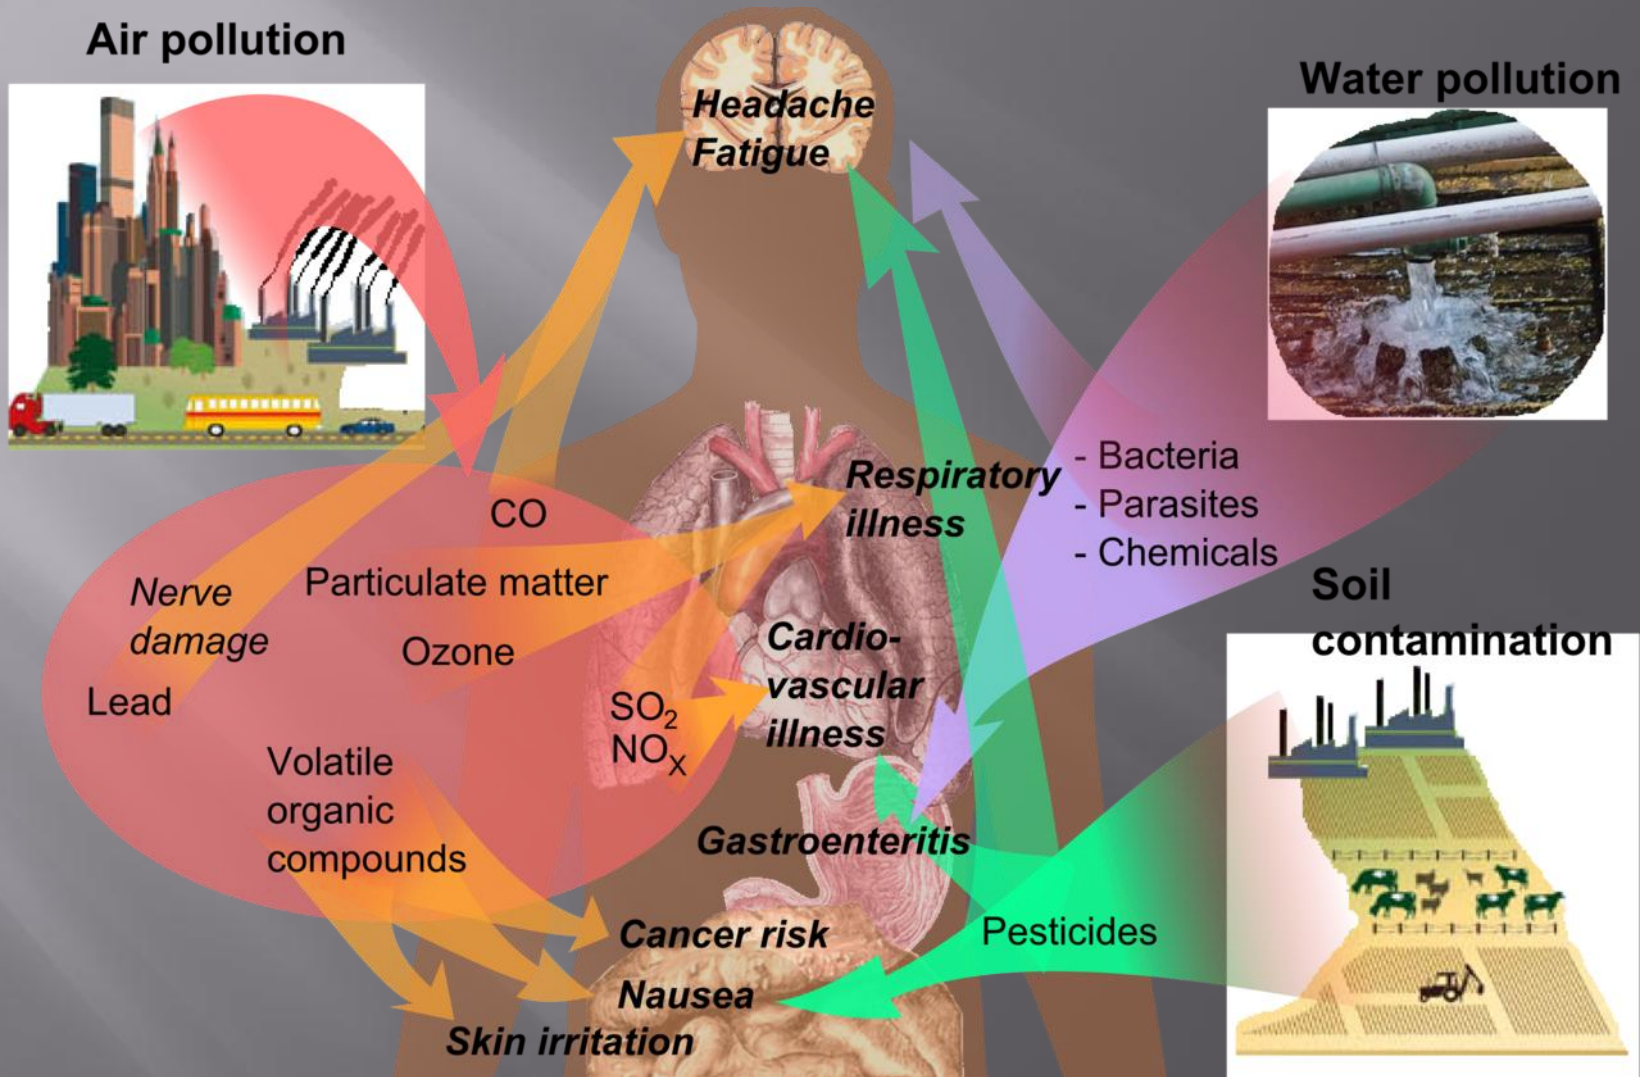 Air pollution
Water pollution
Headache
Fatigue
Respiratory
illness
- Bacteria
- Parasites
- Chemicals
CO
Particulate matter
Nerve
damage
Ozone
Lead
SO₂
NOₓ
Cardio-
vascular
illness
Volatile
organic
compounds
Soil
contamination
Gastroenteritis
Pesticides
Cancer risk
Nausea
Skin irritation